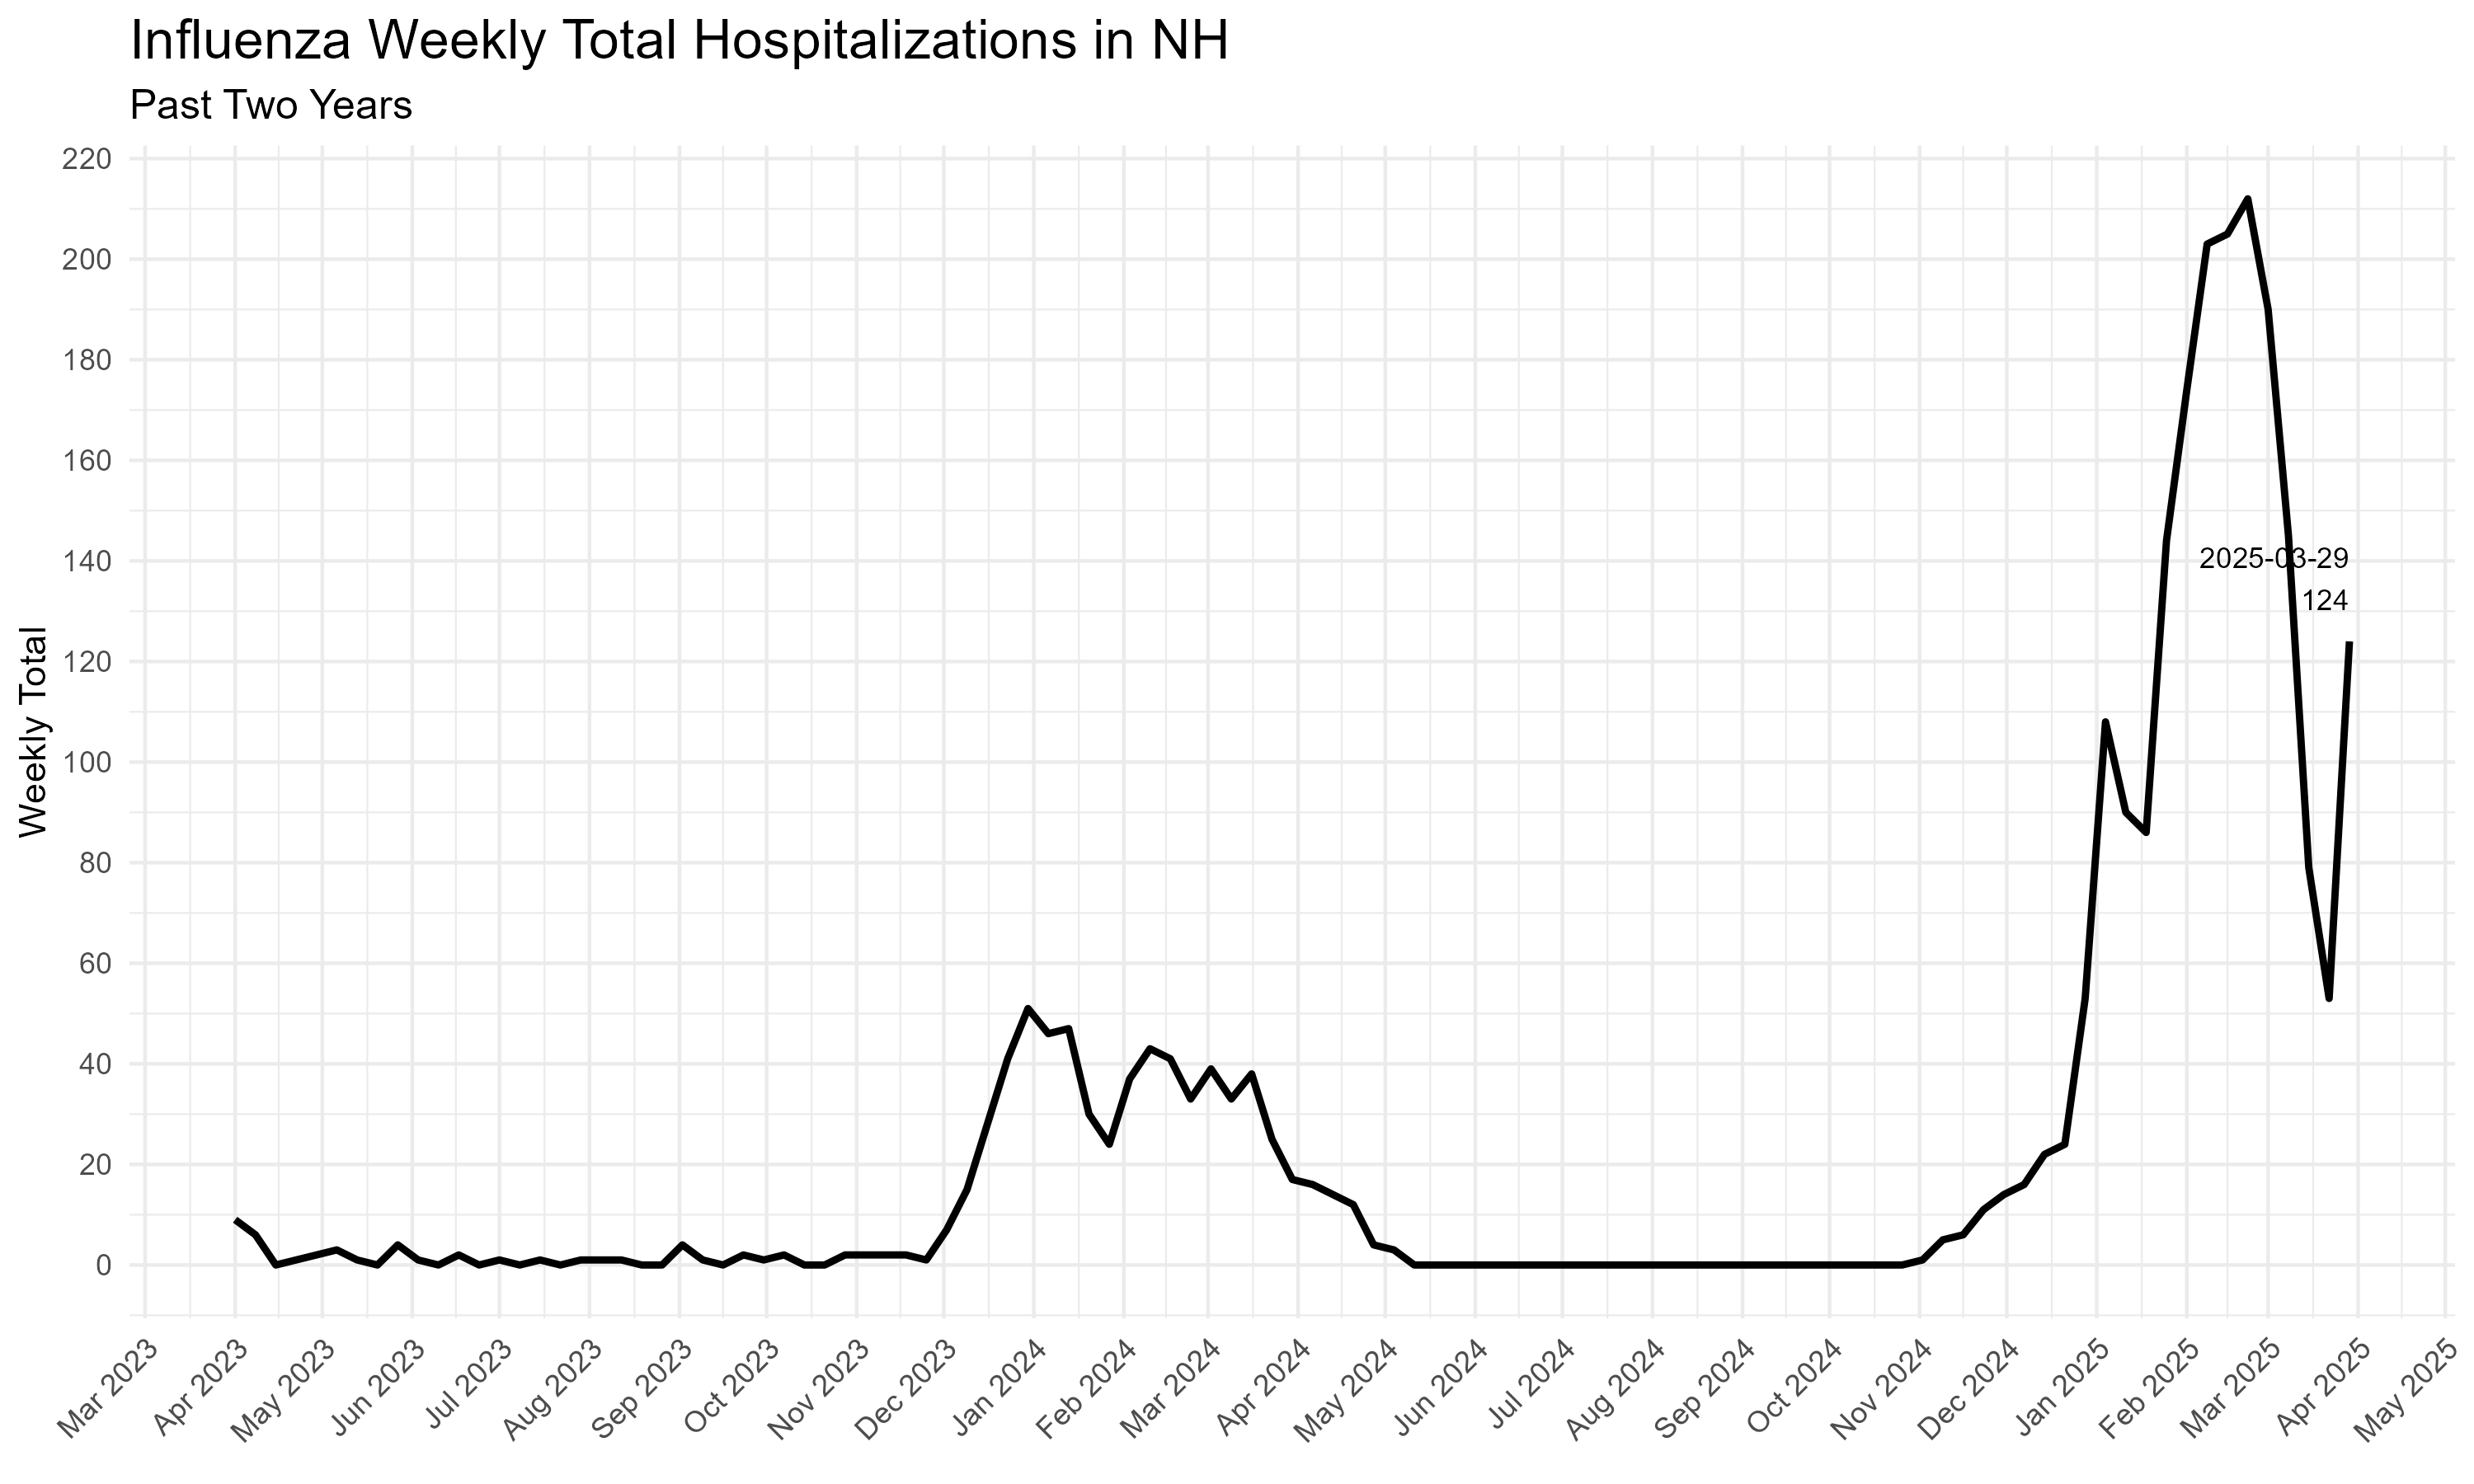 Influenza Weekly Total Hospitalizations in NH
Past Two Years
220
200
180
160
140
120
100
80
60
40
20
0
Weekly Total
2025-03-29
124
Mar 2023
Apr 2023
May 2023
Jun 2023
Jul 2023
Aug 2023
Sep 2023
Oct 2023
Nov 2023
Dec 2023
Jan 2024
Feb 2024
Mar 2024
Apr 2024
May 2024
Jun 2024
Jul 2024
Aug 2024
Sep 2024
Oct 2024
Nov 2024
Dec 2024
Jan 2025
Feb 2025
Mar 2025
Apr 2025
May 2025